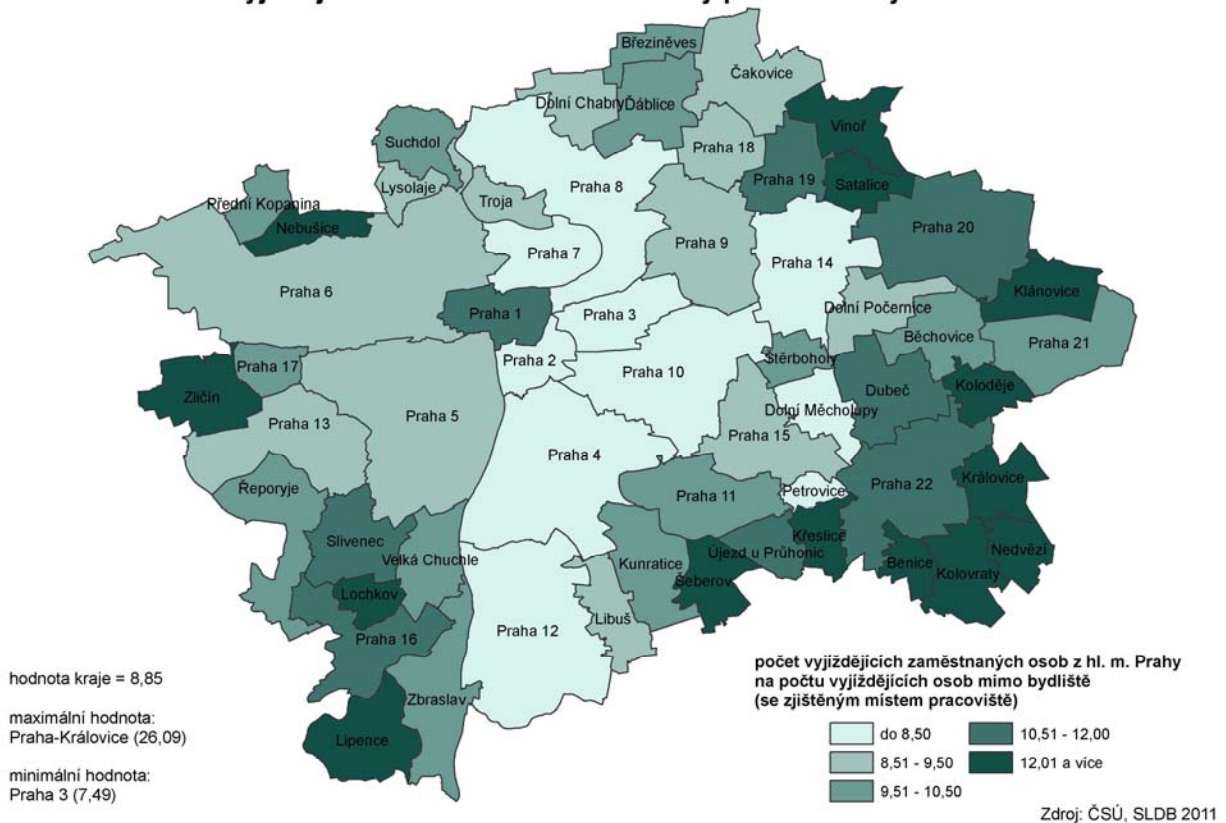 Březiněves
Čakovice
Dolní Chabry
Ďáblice
Vinoř
Suchdol
Praha 18
Praha 19
Satalice
Lysolaje
Praha 8
Troja
Přední Kopanina
Nebušice
Praha 20
Praha 9
Praha 7
Praha 14
Klánovice
Praha 6
Dolní Počernice
Praha 1
Praha 3
Běchovice
Praha 21
Praha 17
Praha 2
Štěrboholy
Praha 10
Dubeč
Koloděje
Zličín
Dolní Měcholupy
Praha 5
Praha 13
Praha 15
Praha 4
Praha 22
Královice
Řeporyje
Praha 11
Petrovice
Slivenec
Křeslice
Velká Chuchle
Újezd u Průhonic
Nedvězí
Kunratice
Benice
Šeberov
Kolovraty
Lochkov
Libuš
Praha 12
Praha 16
Zbraslav
Lipence
hodnota kraje = 8,85
maximální hodnota:
Praha-Královice (26,09)
minimální hodnota:
Praha 3 (7,49)
počet vyjíždějících zaměstnaných osob z hl. m. Prahy
na počtu vyjíždějících osob mimo bydliště
(se zjištěným místem pracoviště)
do 8,50
8,51 - 9,50
9,51 - 10,50
10,51 - 12,00
12,01 a více
Zdroj: ČSÚ, SLDB 2011